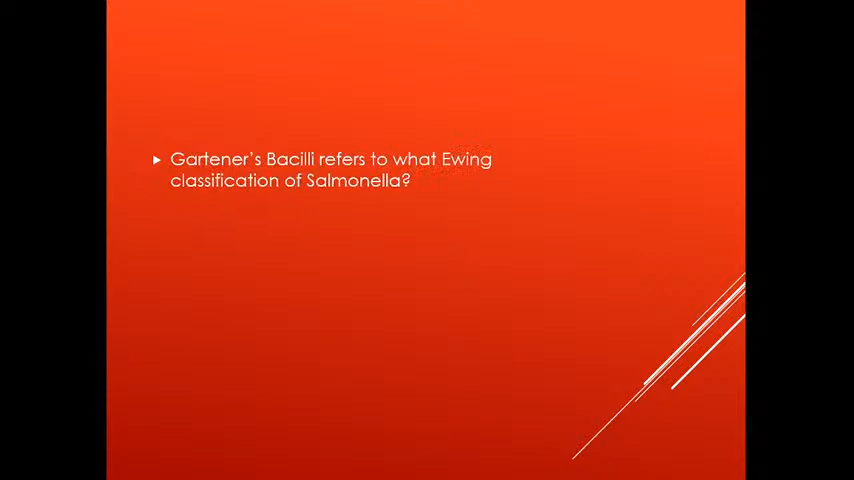 Gartener's Bacilli refers to what Ewing
classification of Salmonella?